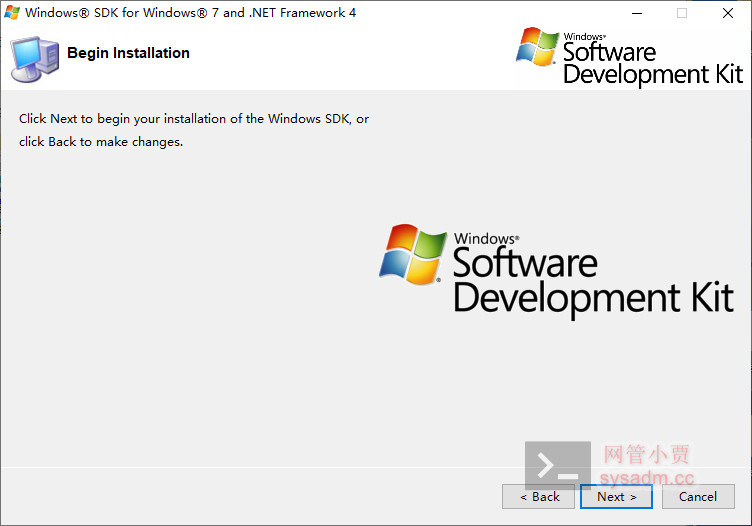 Windows® SDK for Windows® 7 and .NET Framework 4
Begin Installation
Windows®
Software
Development Kit
Click Next to begin your installation of the Windows SDK, or
click Back to make changes.
Windows®
Software
Development Kit
网管小贾
sysadm.cc
< Back
Next >
Cancel